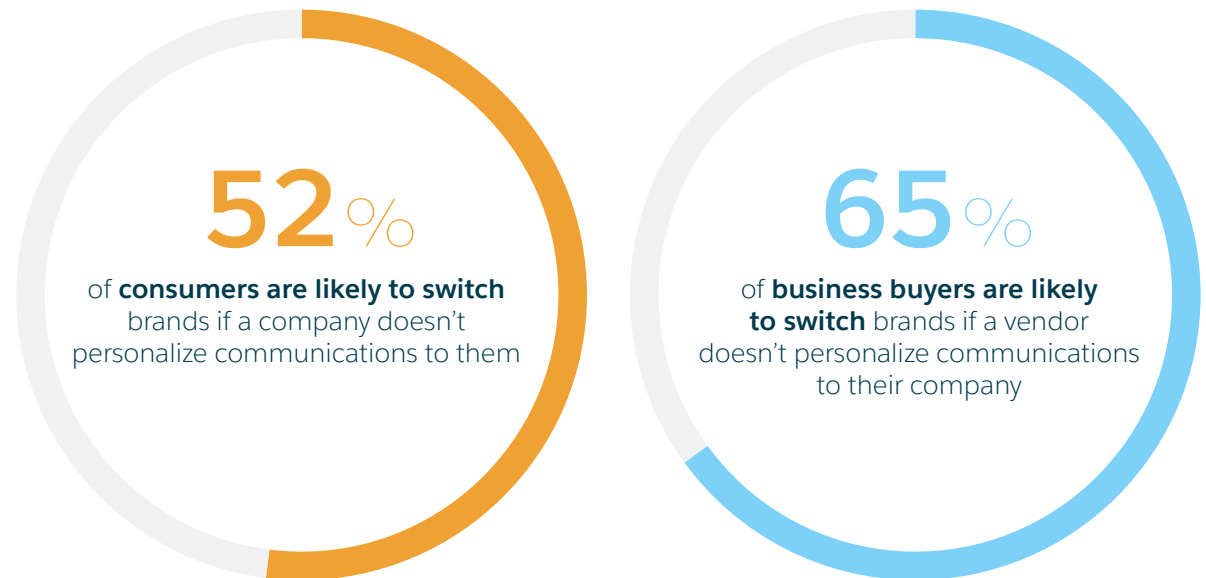 52%
of consumers are likely to switch
brands if a company doesn’t
personalize communications to them
65%
of business buyers are likely
to switch brands if a vendor
doesn’t personalize communications
to their company